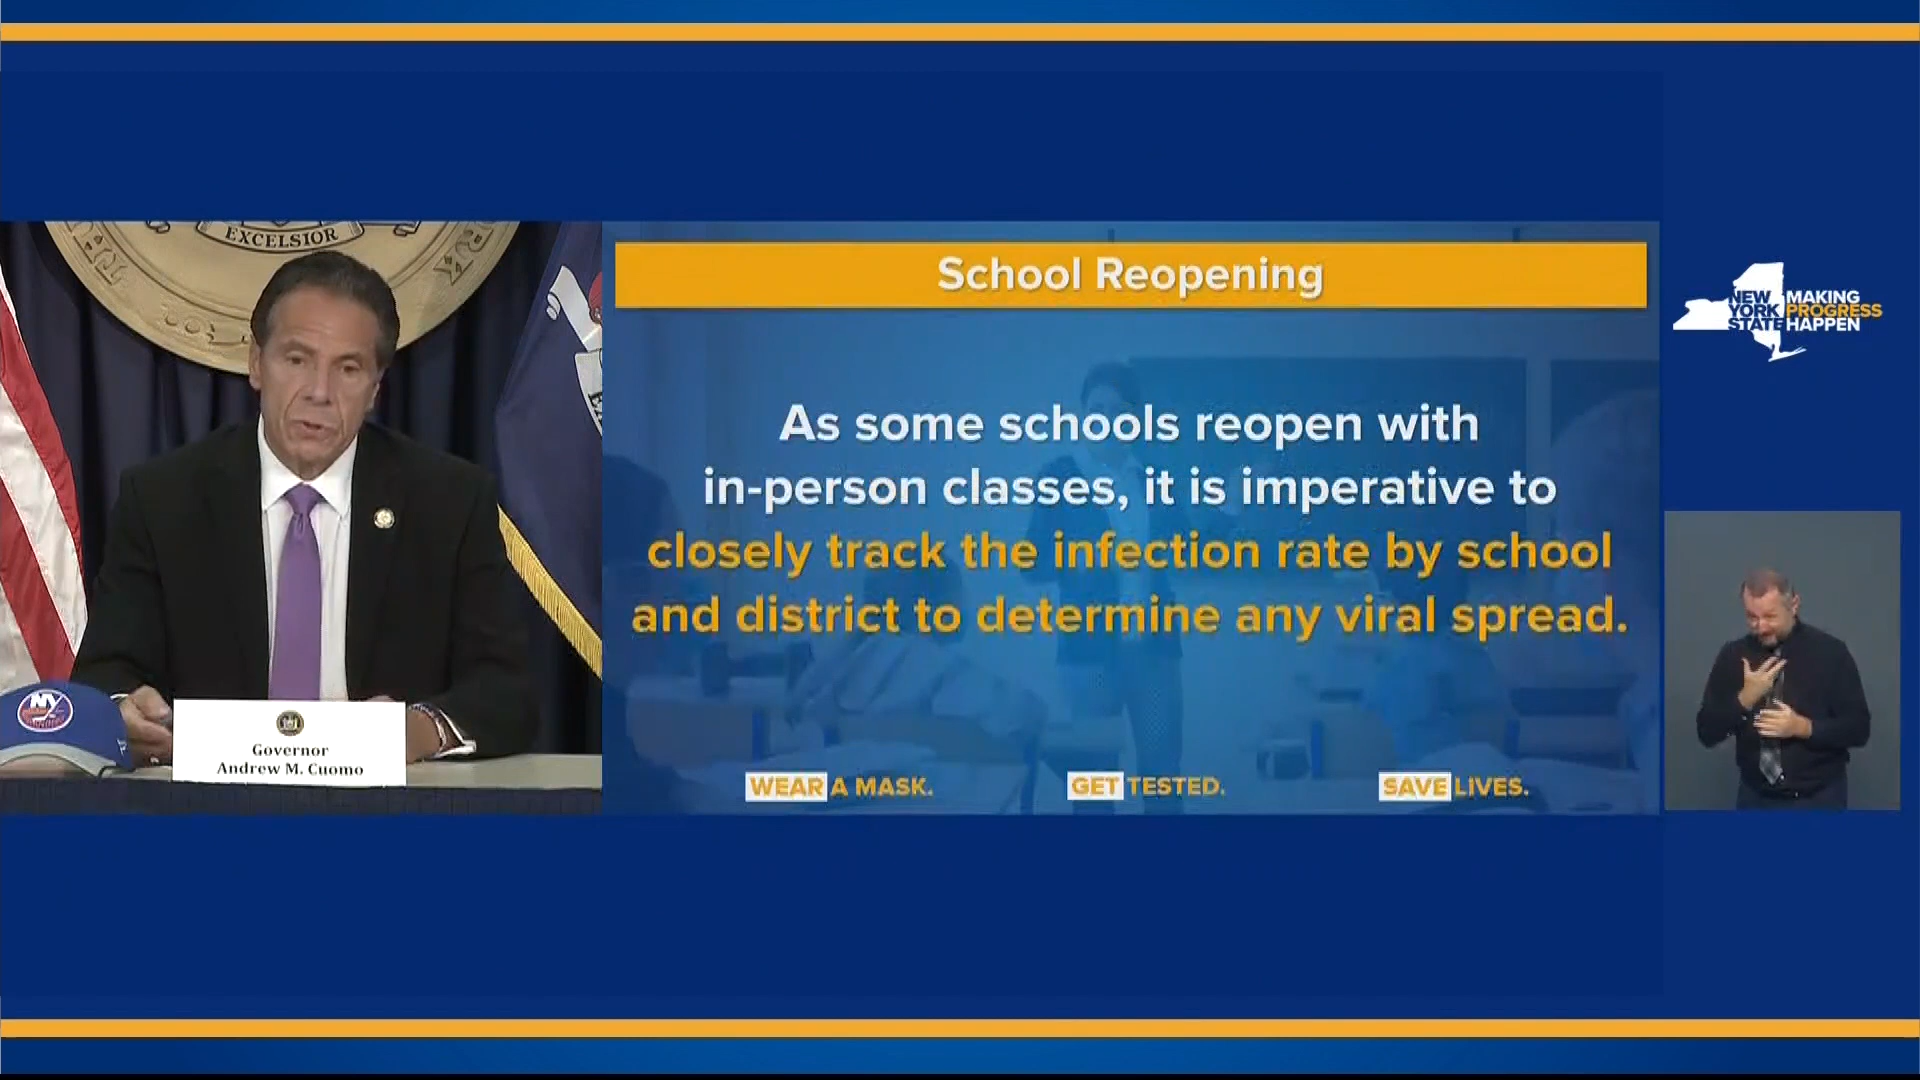 EXCELSIOR
School Reopening
As some schools reopen with
in-person classes, it is imperative to
closely track the infection rate by school
and district to determine any viral spread.
WEAR A MASK.
GET TESTED.
SAVE LIVES.
NEW YORK STATE
MAKING PROGRESS HAPPEN
NY
Governor
Andrew M. Cuomo